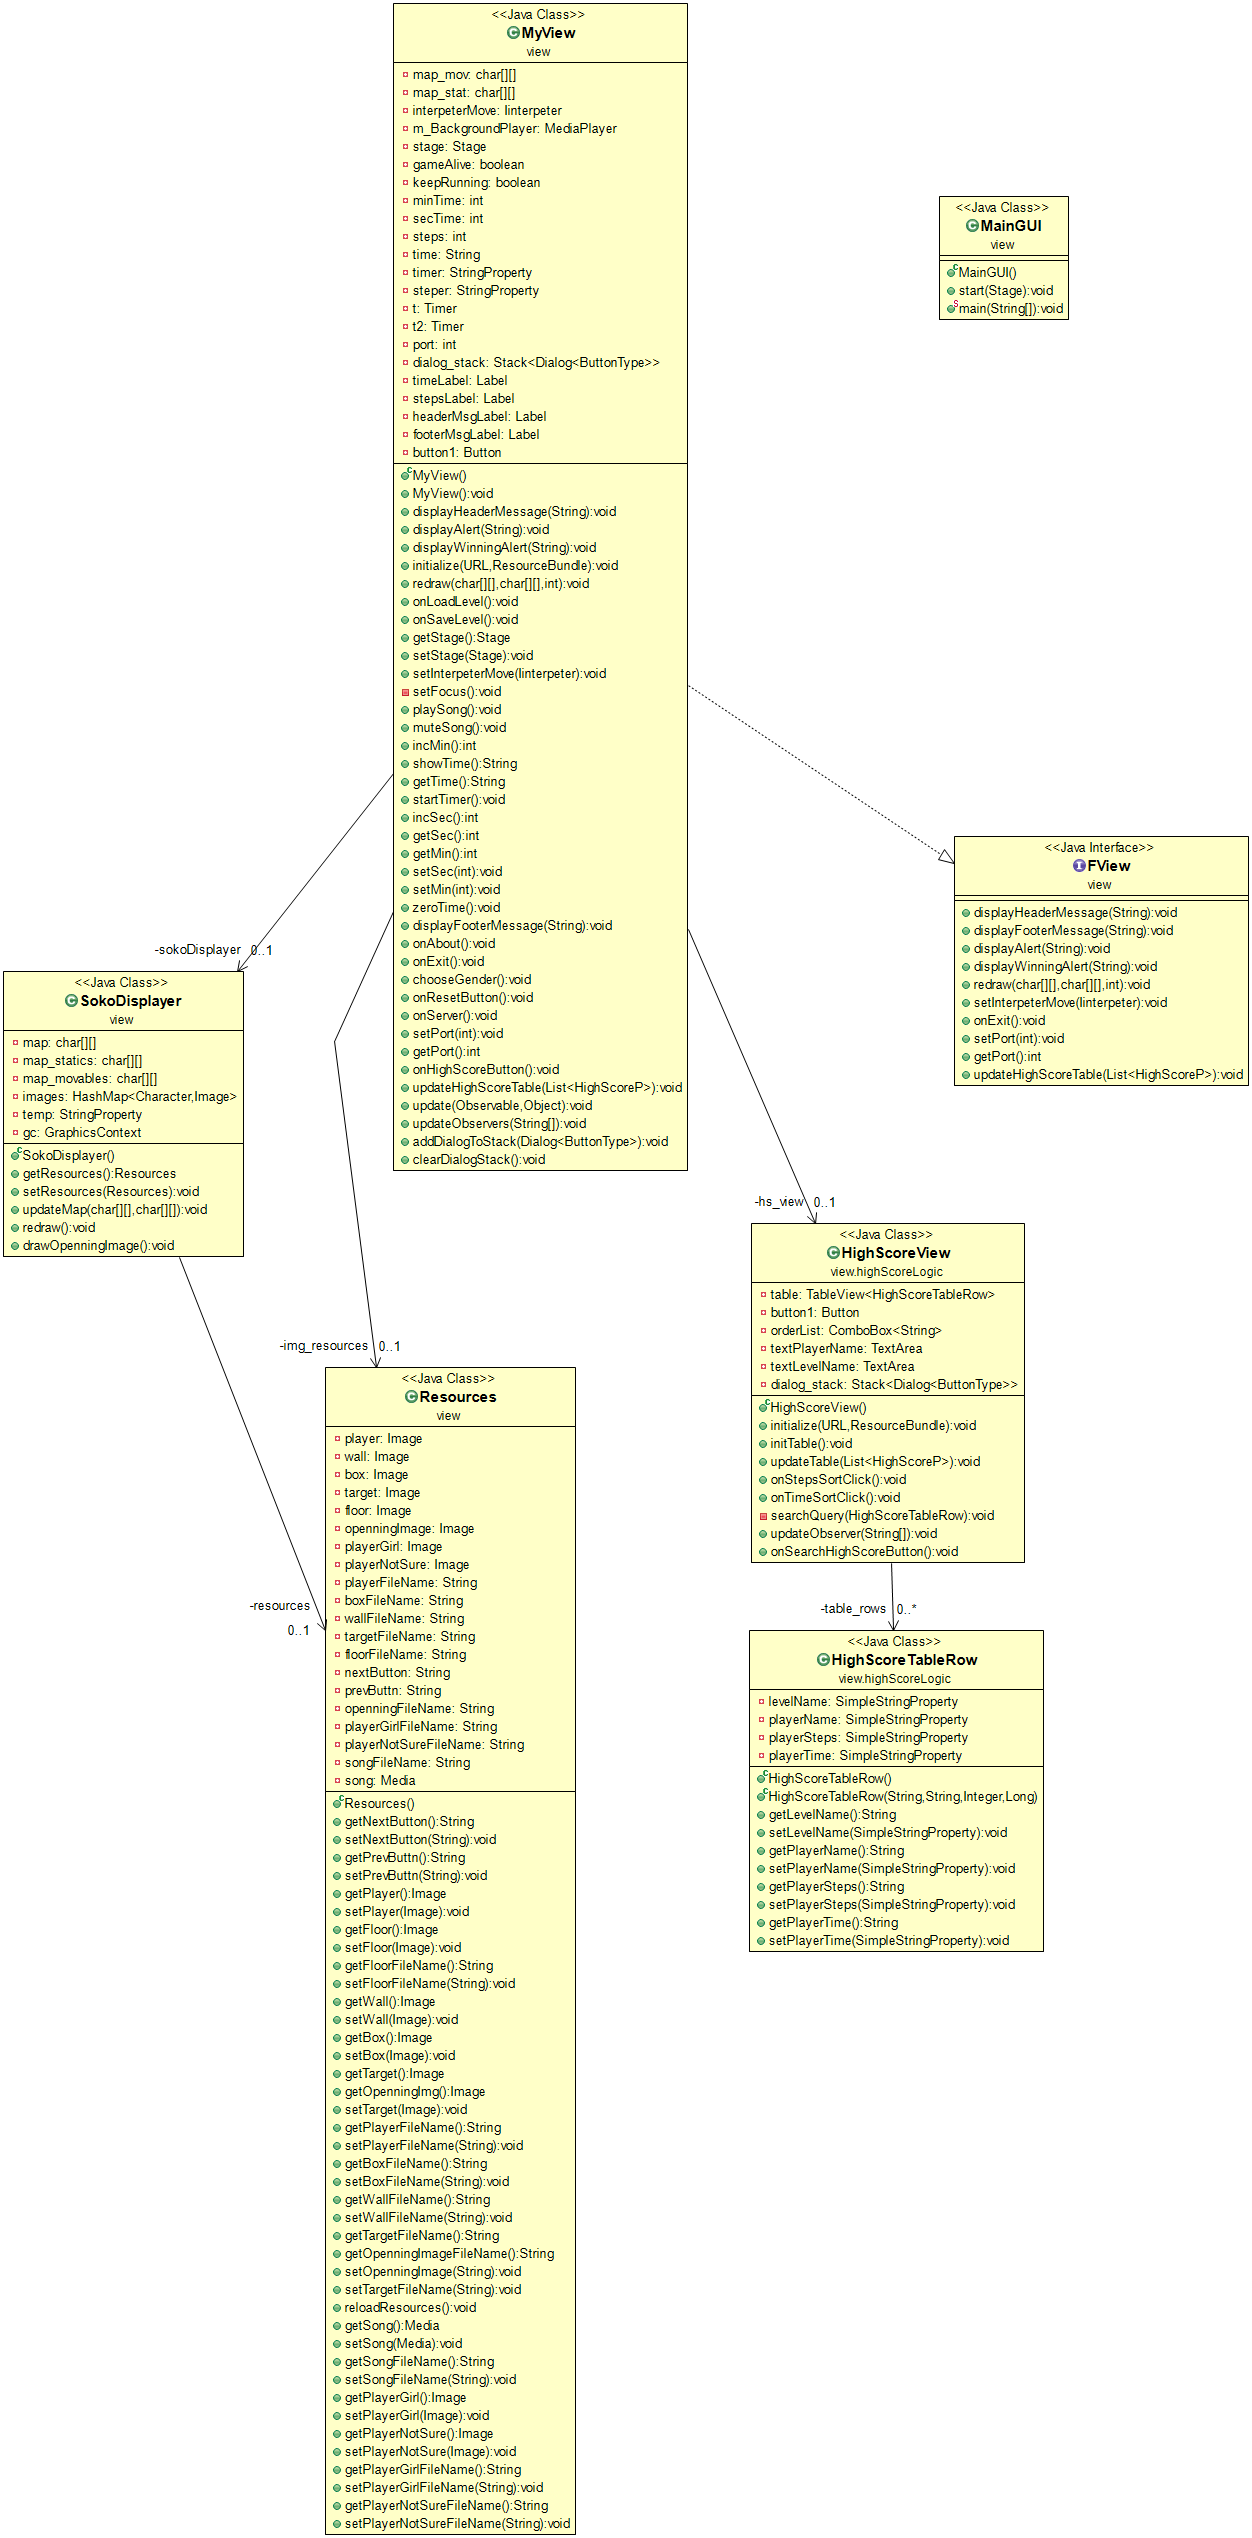 <<Java Class>>
MyView
view
map_mov: char[][]
map_stat: char[][]
interpeterMove: Iinterpeter
m_BackgroundPlayer: MediaPlayer
stage: Stage
gameAlive: boolean
keepRunning: boolean
minTime: int
secTime: int
steps: int
time: String
timer: StringProperty
steper: StringProperty
t: Timer
t2: Timer
port: int
dialog_stack: Stack<Dialog<ButtonType>>
timeLabel: Label
stepsLabel: Label
headerMsgLabel: Label
footerMsgLabel: Label
button1: Button
MyView()
MyView():void
displayHeaderMessage(String):void
displayAlert(String):void
displayWinningAlert(String):void
initialize(URL,ResourceBundle):void
redraw(char[][],char[][],int):void
onLoadLevel():void
onSaveLevel():void
getStage():Stage
setStage(Stage):void
setInterpeterMove(Iinterpeter):void
setFocus():void
playSong():void
muteSong():void
incMin():int
showTime():String
getTime():String
startTimer():void
incSec():int
getSec():int
getMin():int
setSec(int):void
setMin(int):void
zeroTime():void
displayFooterMessage(String):void
onAbout():void
onExit():void
chooseGender():void
onResetButton():void
onServer():void
setPort(int):void
getPort():int
onHighScoreButton():void
updateHighScoreTable(List<HighScoreP>):void
update(Observable,Object):void
updateObservers(String[]):void
addDialogToStack(Dialog<ButtonType>):void
clearDialogStack():void
<<Java Class>>
MainGUI
view
MainGUI()
start(Stage):void
main(String[]):void
<<Java Interface>>
FView
view
displayHeaderMessage(String):void
displayFooterMessage(String):void
displayAlert(String):void
displayWinningAlert(String):void
redraw(char[][],char[][],int):void
setInterpeterMove(Iinterpeter):void
onExit():void
setPort(int):void
getPort():int
updateHighScoreTable(List<HighScoreP>):void
-sokoDisplayer 0..1
<<Java Class>>
SokoDisplayer
view
map: char[][]
map_statics: char[][]
map_movables: char[][]
images: HashMap<Character,Image>
temp: StringProperty
gc: GraphicsContext
SokoDisplayer()
getResources():Resources
setResources(Resources):void
updateMap(char[][],char[][]):void
redraw():void
drawOpenningImage():void
-hs_view 0..1
<<Java Class>>
HighScoreView
view.highScoreLogic
table: TableView<HighScoreTableRow>
button1: Button
orderList: ComboBox<String>
textPlayerName: TextArea
textLevelName: TextArea
dialog_stack: Stack<Dialog<ButtonType>>
HighScoreView()
initialize(URL,ResourceBundle):void
initTable():void
updateTable(List<HighScoreP>):void
onStepsSortClick():void
onTimeSortClick():void
searchQuery(HighScoreTableRow):void
updateObserver(String[]):void
onSearchHighScoreButton():void
-table_rows 0..*
<<Java Class>>
HighScoreTableRow
view.highScoreLogic
levelName: SimpleStringProperty
playerName: SimpleStringProperty
playerSteps: SimpleStringProperty
playerTime: SimpleStringProperty
HighScoreTableRow()
HighScoreTableRow(String,String,Integer,Long)
getLevelName():String
setLevelName(SimpleStringProperty):void
getPlayerName():String
setPlayerName(SimpleStringProperty):void
getPlayerSteps():String
setPlayerSteps(SimpleStringProperty):void
getPlayerTime():String
setPlayerTime(SimpleStringProperty):void
-img_resources 0..1
-resources
0..1
<<Java Class>>
Resources
view
player: Image
wall: Image
box: Image
target: Image
floor: Image
openningImage: Image
playerGirl: Image
playerNotSure: Image
playerFileName: String
boxFileName: String
wallFileName: String
targetFileName: String
floorFileName: String
nextButton: String
prevButtn: String
openningFileName: String
playerGirlFileName: String
playerNotSureFileName: String
songFileName: String
song: Media
Resources()
getNextButton():String
setNextButton(String):void
getPrevButtn():String
setPrevButtn(String):void
getPlayer():Image
setPlayer(Image):void
getFloor():Image
setFloor(Image):void
getFloorFileName():String
setFloorFileName(String):void
getWall():Image
setWall(Image):void
getBox():Image
setBox(Image):void
getTarget():Image
getOpenningImg():Image
setTarget(Image):void
getPlayerFileName():String
setPlayerFileName(String):void
getBoxFileName():String
setBoxFileName(String):void
getWallFileName():String
setWallFileName(String):void
getTargetFileName():String
getOpenningImageFileName():String
setOpenningImage(String):void
setTargetFileName(String):void
reloadResources():void
getSong():Media
setSong(Media):void
getSongFileName():String
setSongFileName(String):void
getPlayerGirl():Image
setPlayerGirl(Image):void
getPlayerNotSure():Image
setPlayerNotSure(Image):void
getPlayerGirlFileName():String
setPlayerGirlFileName(String):void
getPlayerNotSureFileName():String
setPlayerNotSureFileName(String):void